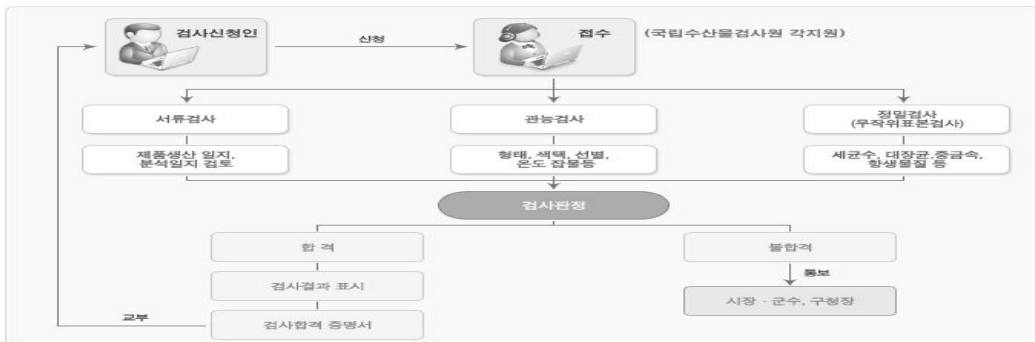 검사신청인
신청
접수
(국립수산물검사원 각지원)
서류검사
관능검사
정밀검사
(무작위표본검사)
제품생산 일지,
분석일지 검토
형태, 색택, 선별,
온도 잡물등
세균수, 대장균.중금속,
항생물질 등
검사판정
합 격
불합격
통보
검사결과 표시
시장 · 군수, 구청장
교부
검사합격 증명서